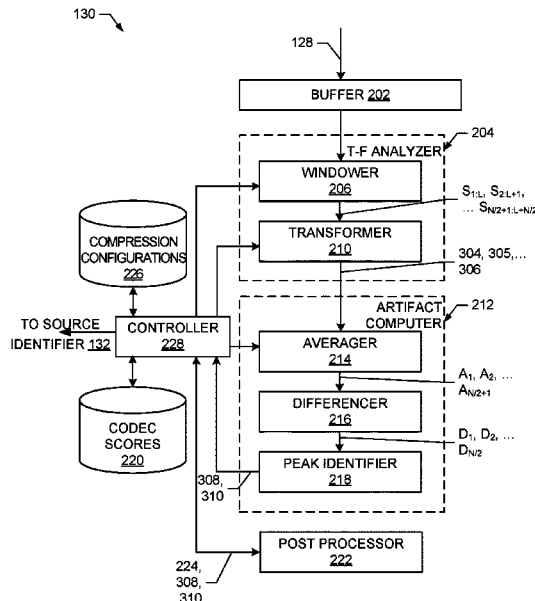 130
128
BUFFER 202
204
T-F ANALYZER
WINDOWER
206
S1:L, S2:L+1,
... SN/2+1:L+N/2
TRANSFORMER
210
304, 305,...
306
COMPRESSION
CONFIGURATIONS
226
ARTIFACT
COMPUTER
212
TO SOURCE
IDENTIFIER 132
CONTROLLER
228
AVERAGER
214
A1, A2, ...
AN/2+1
DIFFERENCER
216
D1, D2, ...
DN/2
CODEC
SCORES
220
308,
310
PEAK IDENTIFIER
218
POST PROCESSOR
222
224,
308,
310